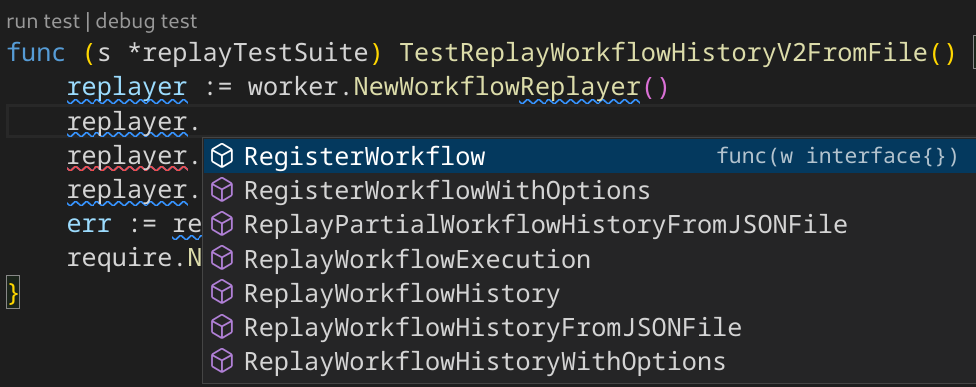 run test | debug test
func (s *replayTestSuite) TestReplayWorkflowHistoryV2FromFile() {
replayer := worker.NewWorkflowReplayer()
replayer.
replayer.
replayer.
err := re
require.N
}
RegisterWorkflow func(w interface{})
RegisterWorkflowWithOptions
ReplayPartialWorkflowHistoryFromJSONFile
ReplayWorkflowExecution
ReplayWorkflowHistory
ReplayWorkflowHistoryFromJSONFile
ReplayWorkflowHistoryWithOptions